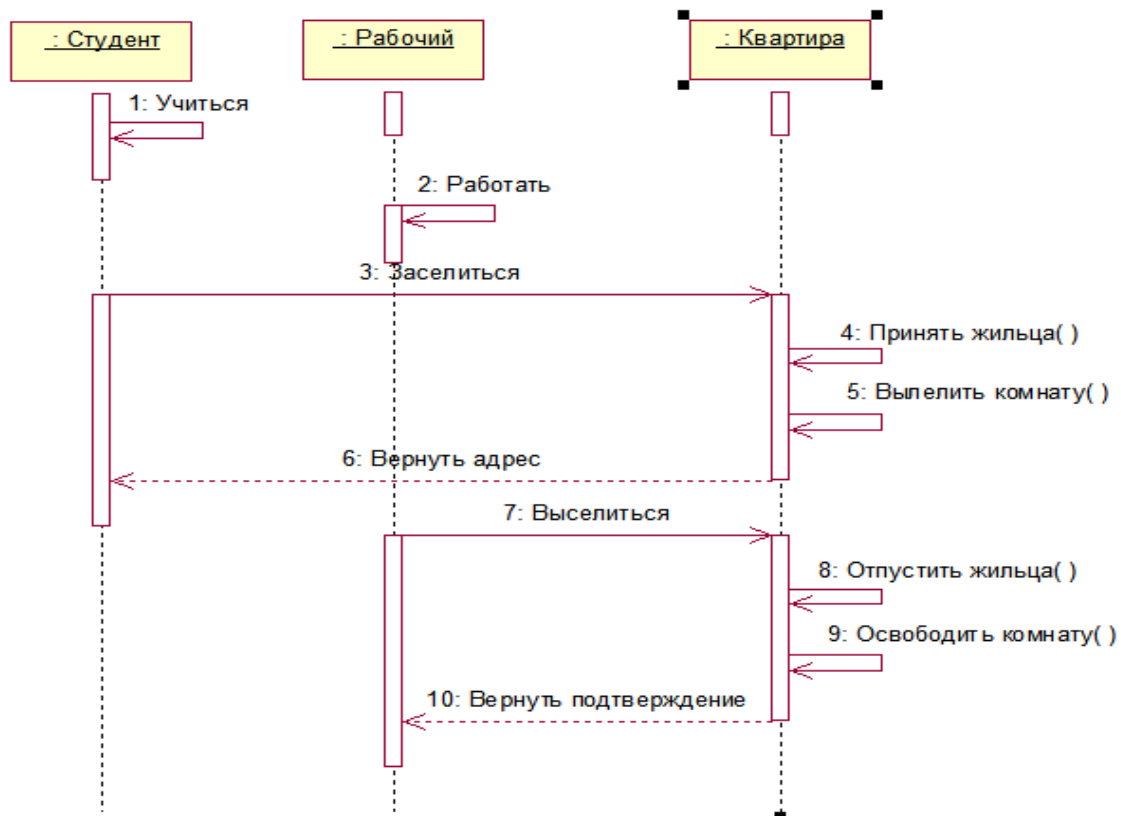 : Студент
: Рабочий
: Квартира
1: Учиться
2: Работать
3: Заселиться
4: Принять жильца( )
5: Вылелить комнату( )
6: Вернуть адрес
7: Выселиться
8: Отпустить жильца( )
9: Освободить комнату( )
10: Вернуть подтверждение